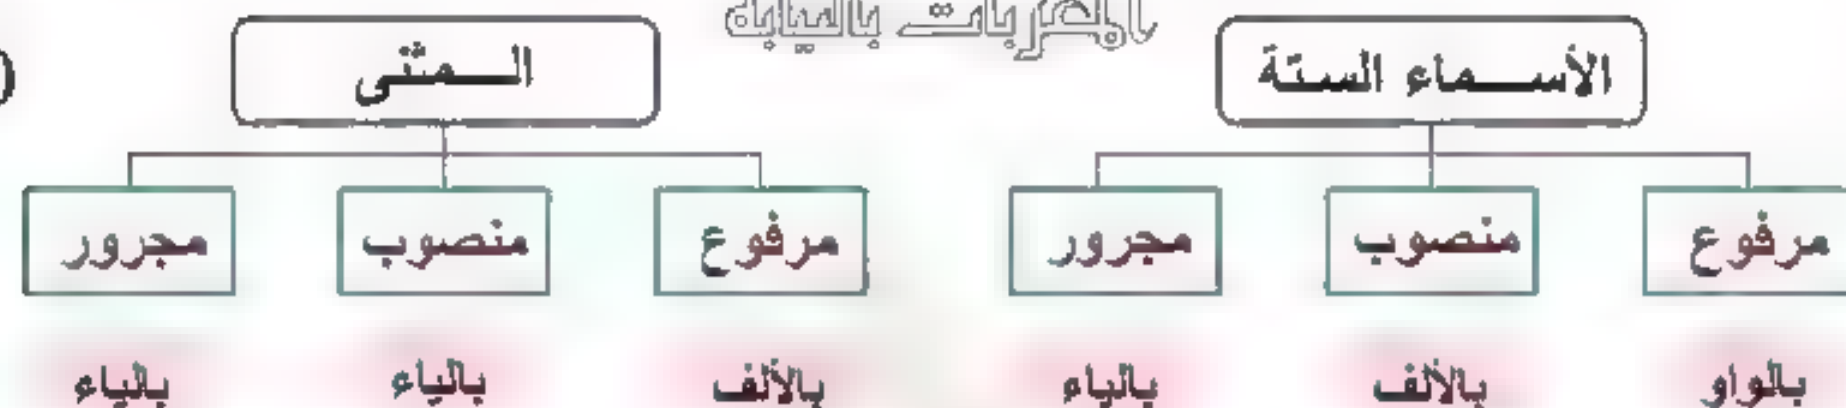 المعربات بالنيابة
الأسماء الستة
المثنى
مرفوع منصوب مجرور
مرفوع منصوب مجرور
بالواو بالألف بالياء
بالألف بالياء بالياء